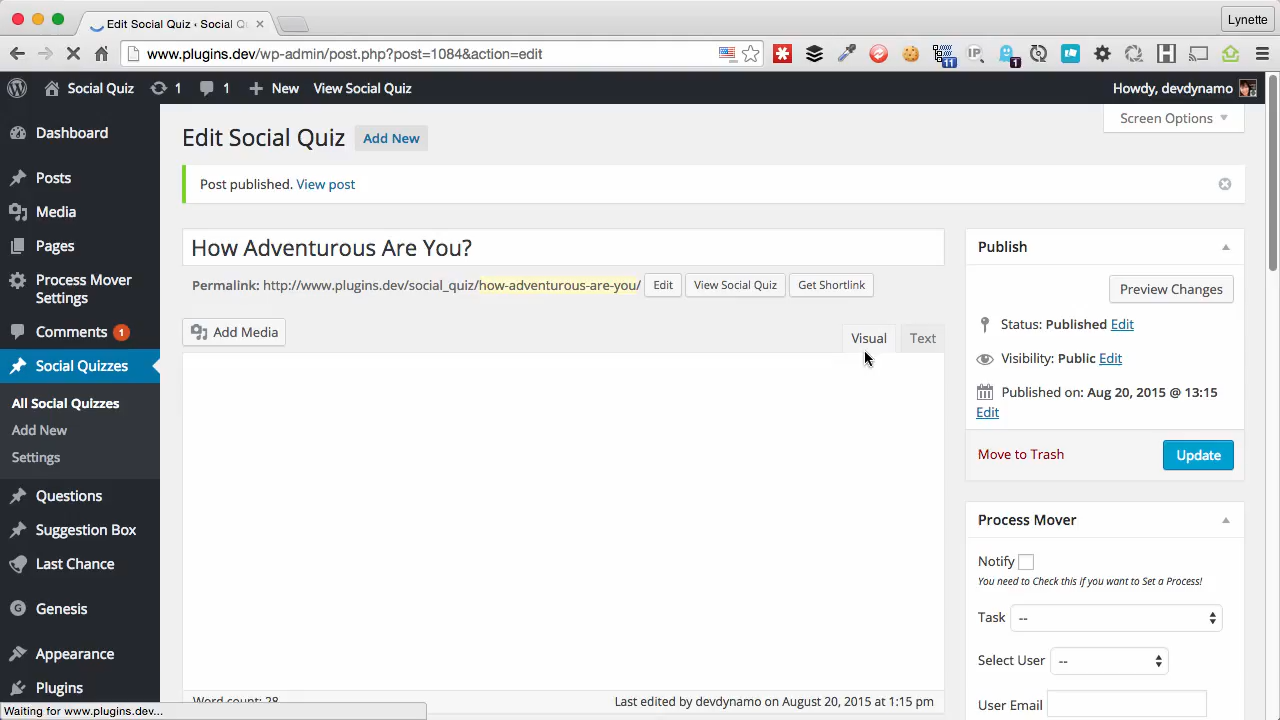 Edit Social Quiz ‹ Social Q
Lynette
www.plugins.dev/wp-admin/post.php?post=1084&action=edit
11
IP
1
H
Social Quiz
1
1
+ New
View Social Quiz
Howdy, devdynamo
Dashboard
Posts
Media
Pages
Process Mover
Settings
Comments 1
Social Quizzes
All Social Quizzes
Add New
Settings
Questions
Suggestion Box
Last Chance
Genesis
Appearance
Plugins
Waiting for www.plugins.dev...
Screen Options
Edit Social Quiz Add New
Post published. View post
How Adventurous Are You?
Permalink: http://www.plugins.dev/social_quiz/how-adventurous-are-you/ Edit View Social Quiz Get Shortlink
Add Media
Visual Text
Word count: 28
Last edited by devdynamo on August 20, 2015 at 1:15 pm
Publish
Preview Changes
Status: Published Edit
Visibility: Public Edit
Published on: Aug 20, 2015 @ 13:15
Edit
Move to Trash
Update
Process Mover
Notify
You need to Check this if you want to Set a Process!
Task --
Select User --
User Email